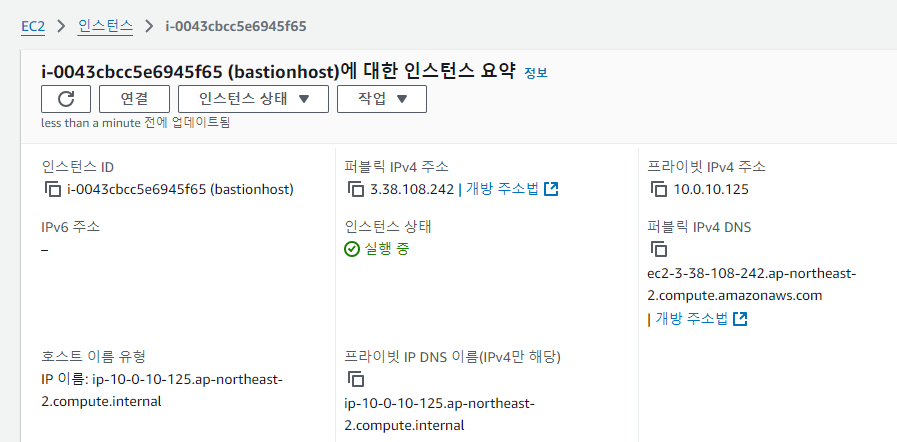 EC2 > 인스턴스 > i-0043cbcc5e6945f65
i-0043cbcc5e6945f65 (bastionhost)에 대한 인스턴스 요약 정보
연결 인스턴스 상태 ▼ 작업 ▼
less than a minute 전에 업데이트됨
인스턴스 ID
i-0043cbcc5e6945f65 (bastionhost)
퍼블릭 IPv4 주소
3.38.108.242 | 개방 주소법
프라이빗 IPv4 주소
10.0.10.125
IPv6 주소
–
인스턴스 상태
실행 중
퍼블릭 IPv4 DNS
ec2-3-38-108-242.ap-northeast-
2.compute.amazonaws.com
| 개방 주소법
호스트 이름 유형
IP 이름: ip-10-0-10-125.ap-northeast-
2.compute.internal
프라이빗 IP DNS 이름(IPv4만 해당)
ip-10-0-10-125.ap-northeast-
2.compute.internal